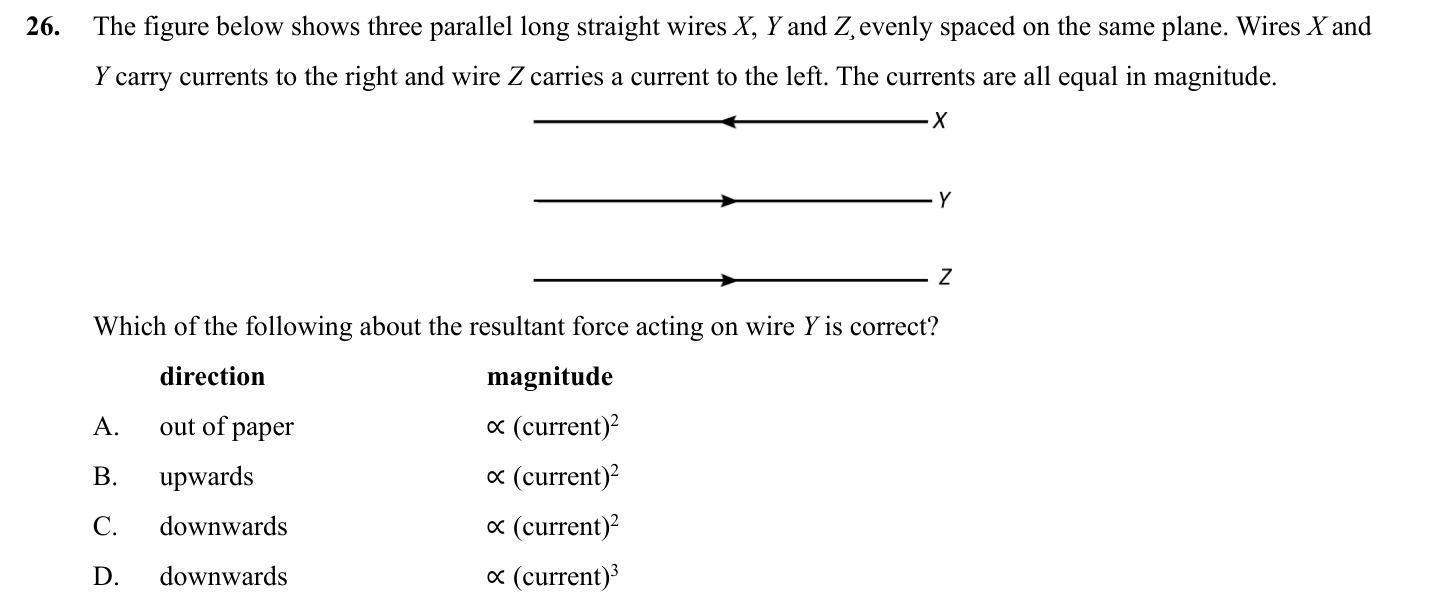 26. The figure below shows three parallel long straight wires X, Y and Z, evenly spaced on the same plane. Wires X and
Y carry currents to the right and wire Z carries a current to the left. The currents are all equal in magnitude.
X
Y
Z
Which of the following about the resultant force acting on wire Y is correct?
direction magnitude
A. out of paper ∝ (current)²
B. upwards ∝ (current)²
C. downwards ∝ (current)²
D. downwards ∝ (current)³